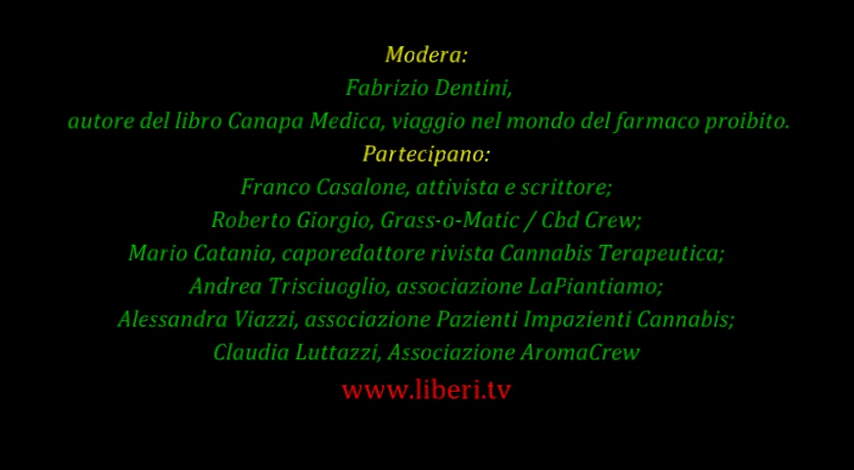 Modera:
Fabrizio Dentini,
autore del libro Canapa Medica, viaggio nel mondo del farmaco proibito.
Partecipano:
Franco Casalone, attivista e scrittore;
Roberto Giorgio, Grass-o-Matic / Cbd Crew;
Mario Catania, caporedattore rivista Cannabis Terapeutica;
Andrea Trisciuoglio, associazione LaPiantiamo;
Alessandra Viazzi, associazione Pazienti Impazienti Cannabis;
Claudia Luttazzi, Associazione AromaCrew
www.liberi.tv